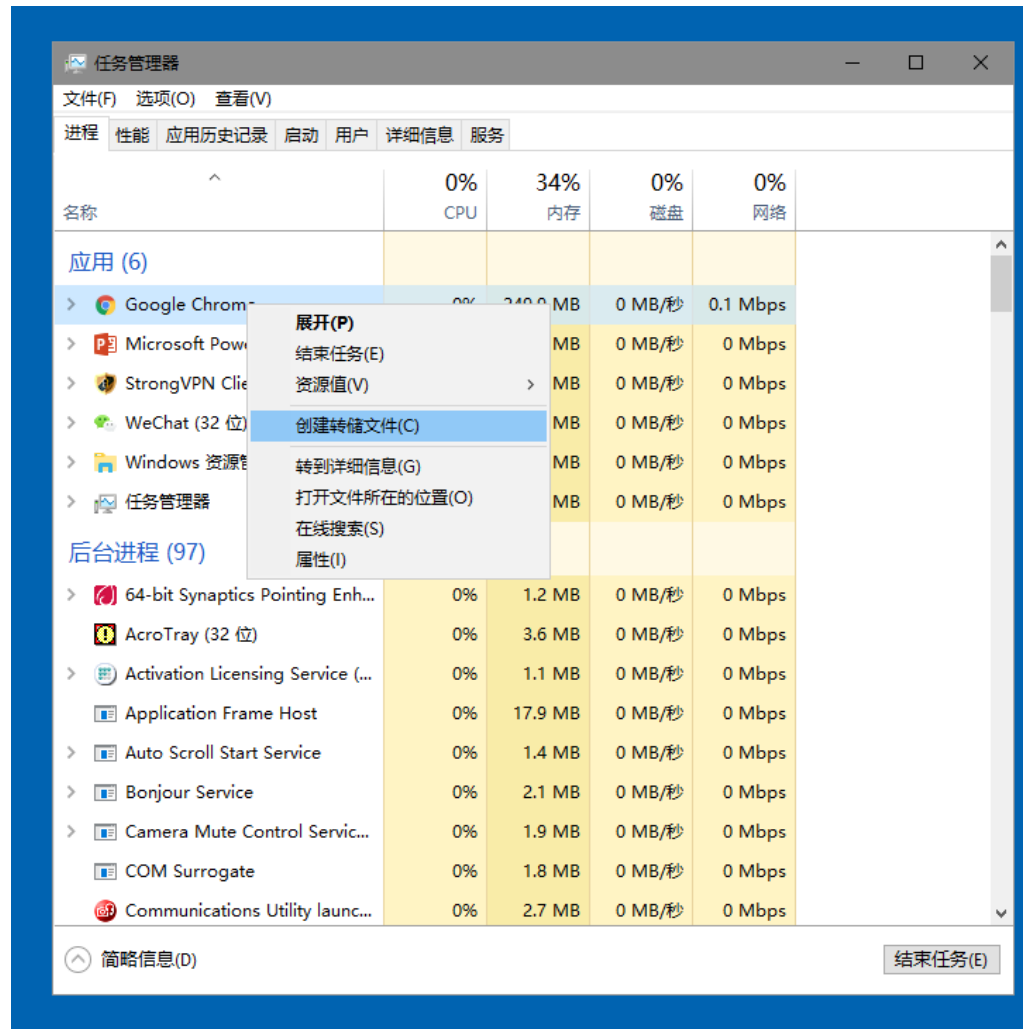 任务管理器
文件(F) 选项(O) 查看(V)
进程 性能 应用历史记录 启动 用户 详细信息 服务
0% 34% 0% 0%
名称 CPU 内存 磁盘 网络
应用 (6)
Google Chrome 0% MB 0 MB/秒 0.1 Mbps
展开(P)
Microsoft MB 0 MB/秒 0 Mbps
结束任务(E)
StrongVPN MB 0 MB/秒 0 Mbps
资源值(V)
WeChat (32 位) MB 0 MB/秒 0 Mbps
创建转储文件(C)
Windows 资源 MB 0 MB/秒 0 Mbps
转到详细信息(G)
任务管理器 MB 0 MB/秒 0 Mbps
打开文件所在的位置(O)
在线搜索(S)
后台进程 (97)
属性(I)
64-bit Synaptics Pointing Enh... 0% 1.2 MB 0 MB/秒 0 Mbps
AcroTray (32 位) 0% 3.6 MB 0 MB/秒 0 Mbps
Activation Licensing Service (... 0% 1.1 MB 0 MB/秒 0 Mbps
Application Frame Host 0% 17.9 MB 0 MB/秒 0 Mbps
Auto Scroll Start Service 0% 1.4 MB 0 MB/秒 0 Mbps
Bonjour Service 0% 2.1 MB 0 MB/秒 0 Mbps
Camera Mute Control Servic... 0% 1.9 MB 0 MB/秒 0 Mbps
COM Surrogate 0% 1.8 MB 0 MB/秒 0 Mbps
Communications Utility launc... 0% 2.7 MB 0 MB/秒 0 Mbps
简略信息(D) 结束任务(E)